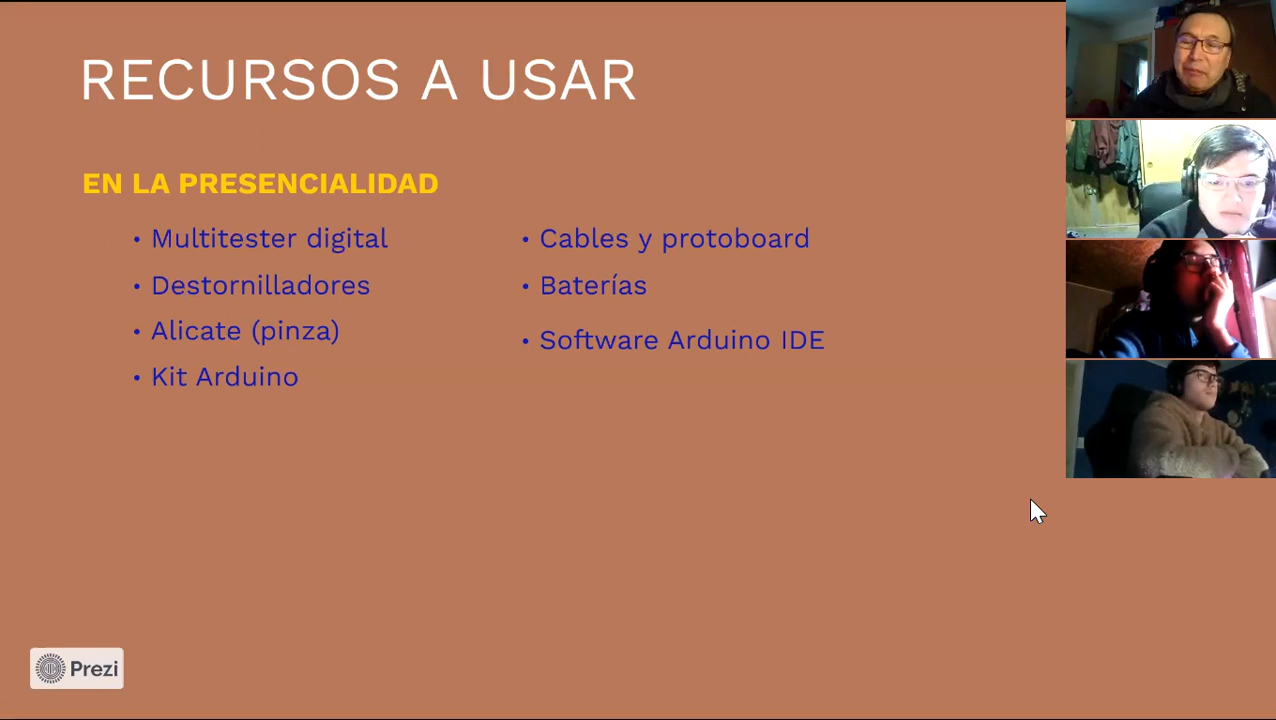 RECURSOS A USAR
EN LA PRESENCIALIDAD
• Multitester digital
• Destornilladores
• Alicate (pinza)
• Kit Arduino
• Cables y protoboard
• Baterías
• Software Arduino IDE
Prezi